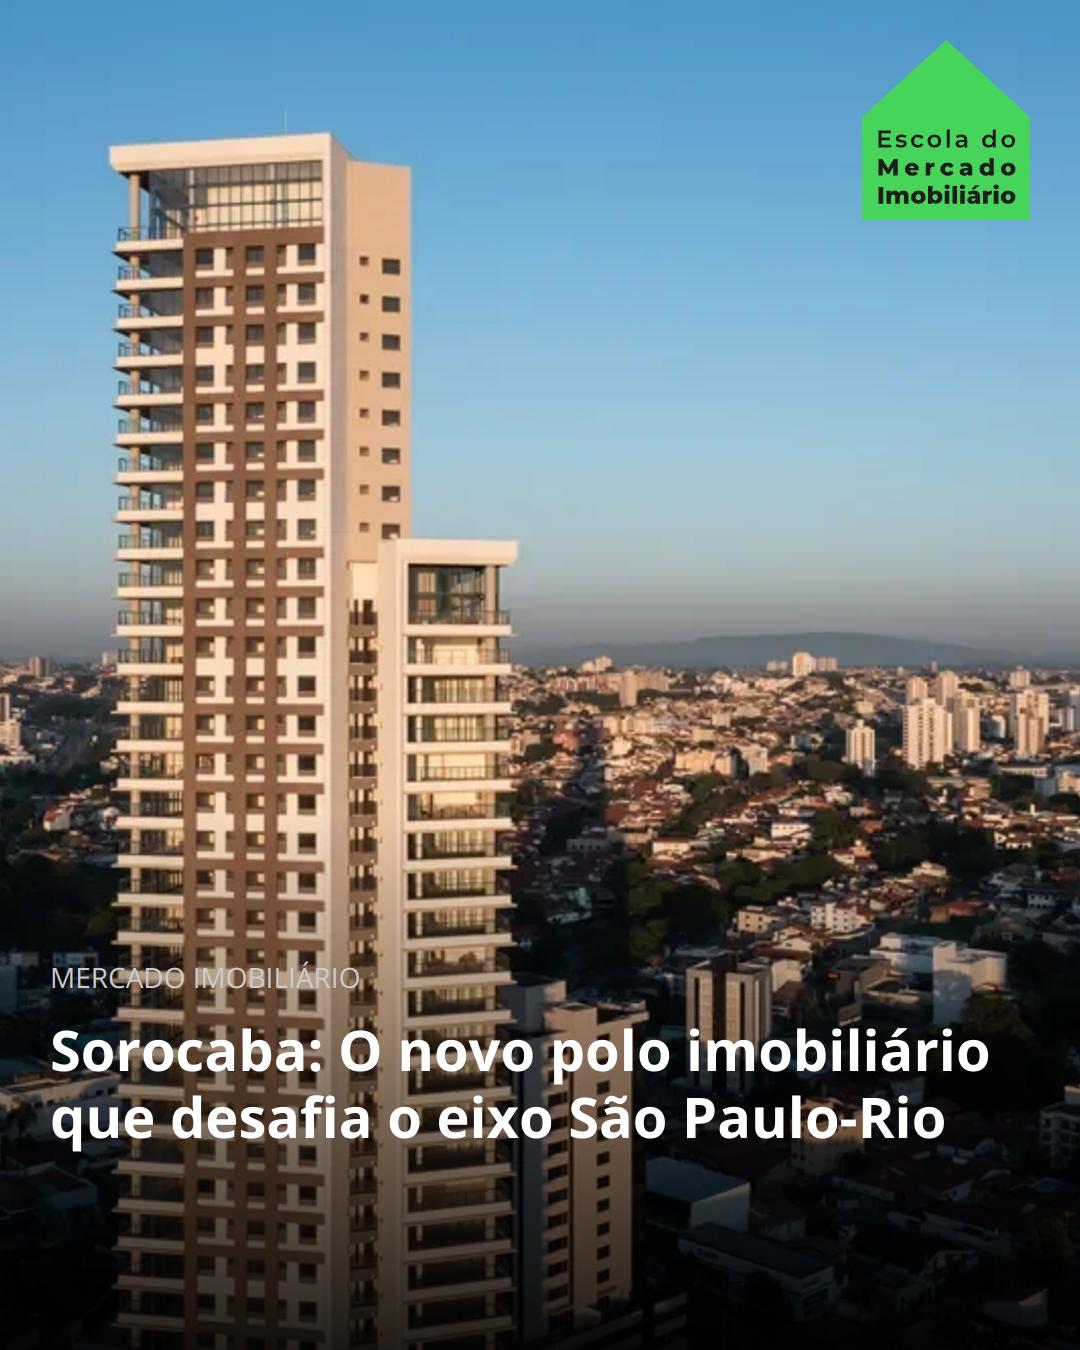 Escola do
Mercado
Imobiliário
MERCADO IMOBILIÁRIO
Sorocaba: O novo polo imobiliário
que desafia o eixo São Paulo-Rio